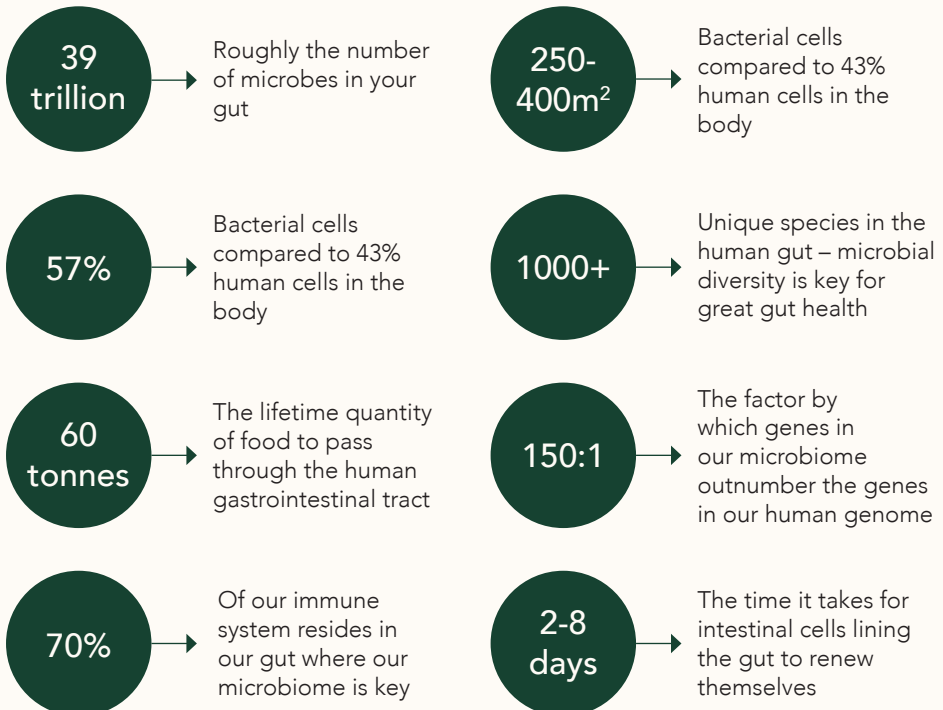 39
trillion
Roughly the number
of microbes in your
gut
250-
400m²
Bacterial cells
compared to 43%
human cells in the
body
57%
Bacterial cells
compared to 43%
human cells in the
body
1000+
Unique species in the
human gut – microbial
diversity is key for
great gut health
60
tonnes
The lifetime quantity
of food to pass
through the human
gastrointestinal tract
150:1
The factor by
which genes in
our microbiome
outnumber the genes
in our human genome
70%
Of our immune
system resides in
our gut where our
microbiome is key
2-8
days
The time it takes for
intestinal cells lining
the gut to renew
themselves